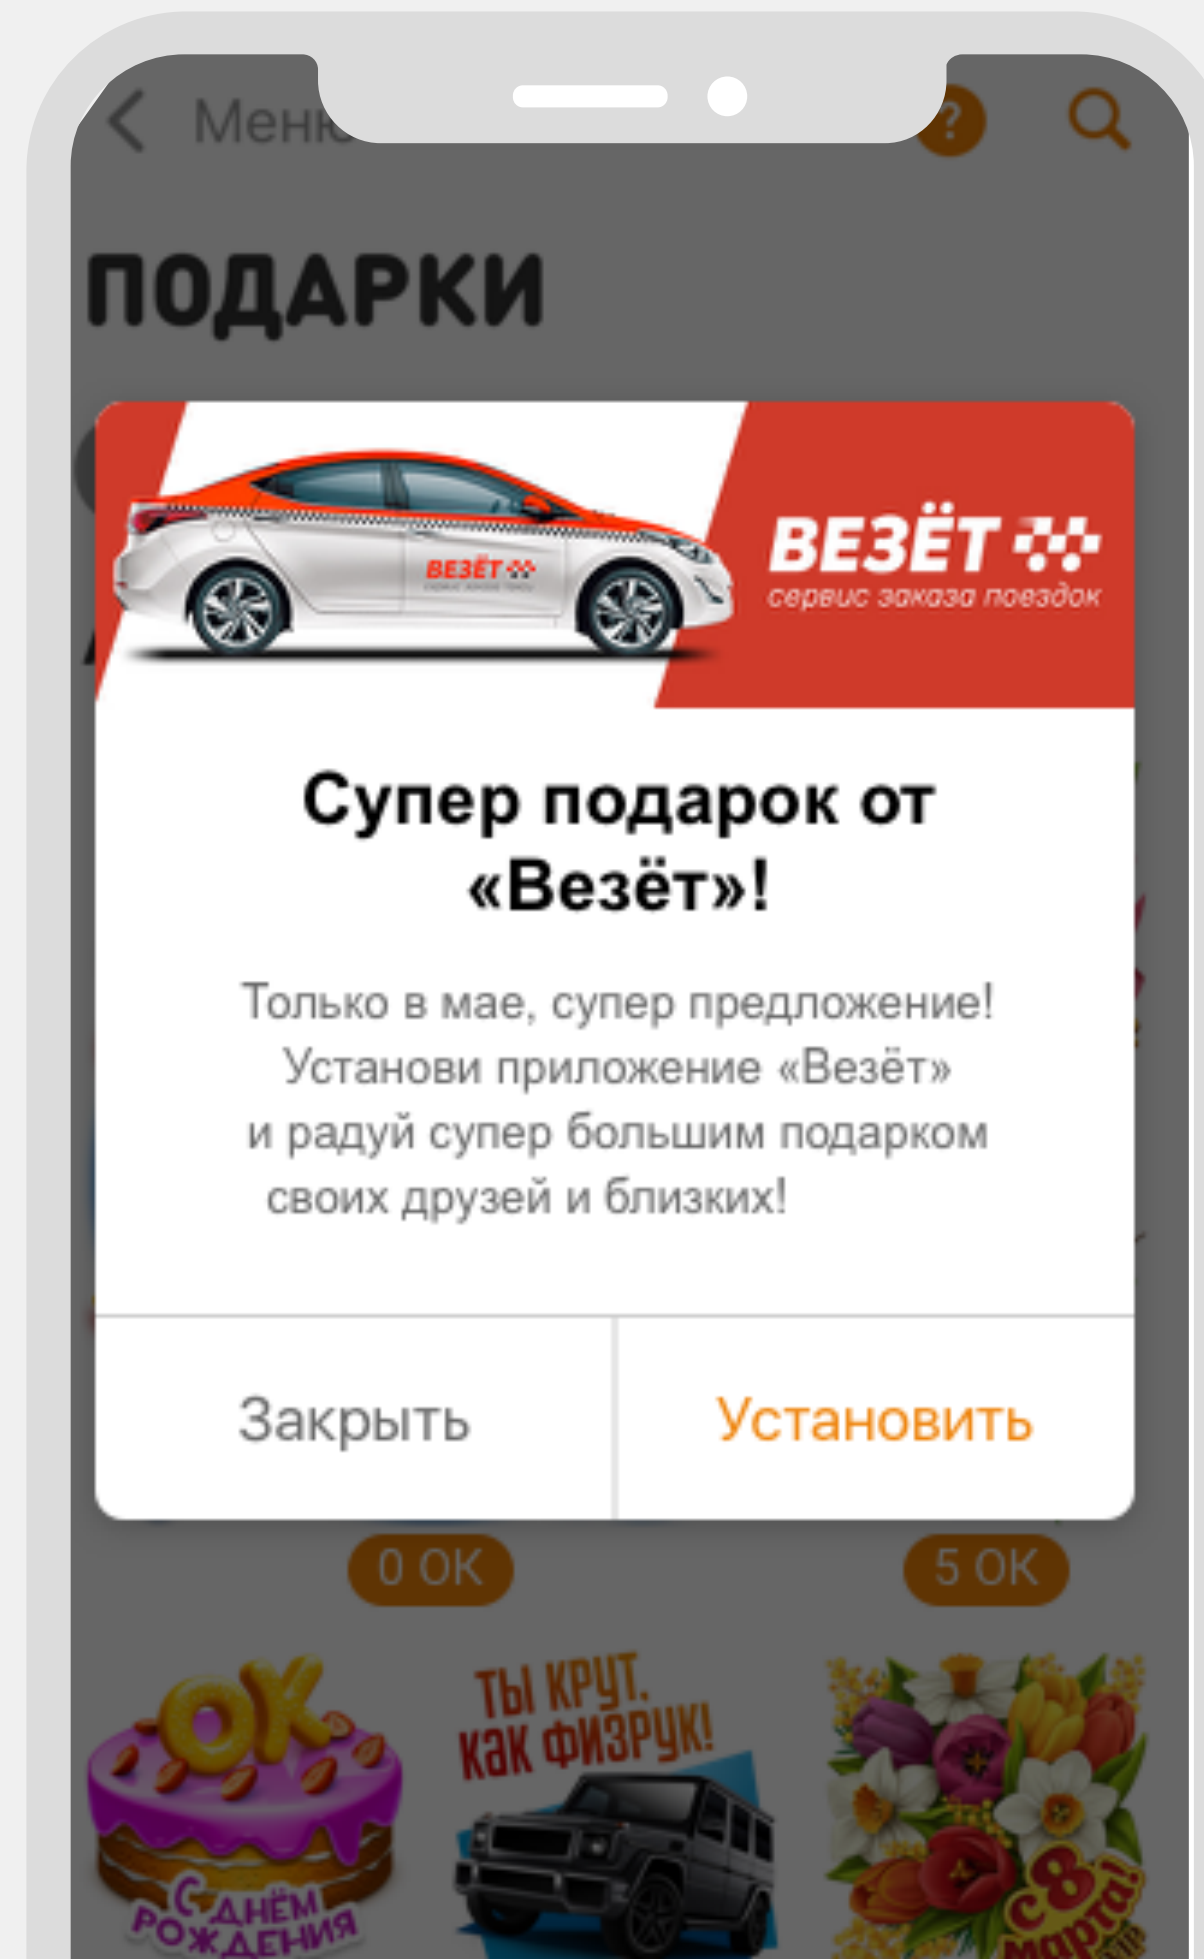 Меню
?
ПОДАРКИ
ВЕЗЁТ
сервис заказа поездок
ВЕЗЁТ
Супер подарок от
«Везёт»!
Только в мае, супер предложение!
Установи приложение «Везёт»
и радуй супер большим подарком
своих друзей и близких!
Закрыть
Установить
0 ОК
5 ОК
ОК
С ДНЁМ
РОЖДЕНИЯ
ТЫ КРУТ,
КАК ФИЗРУК!
с 8
марта!